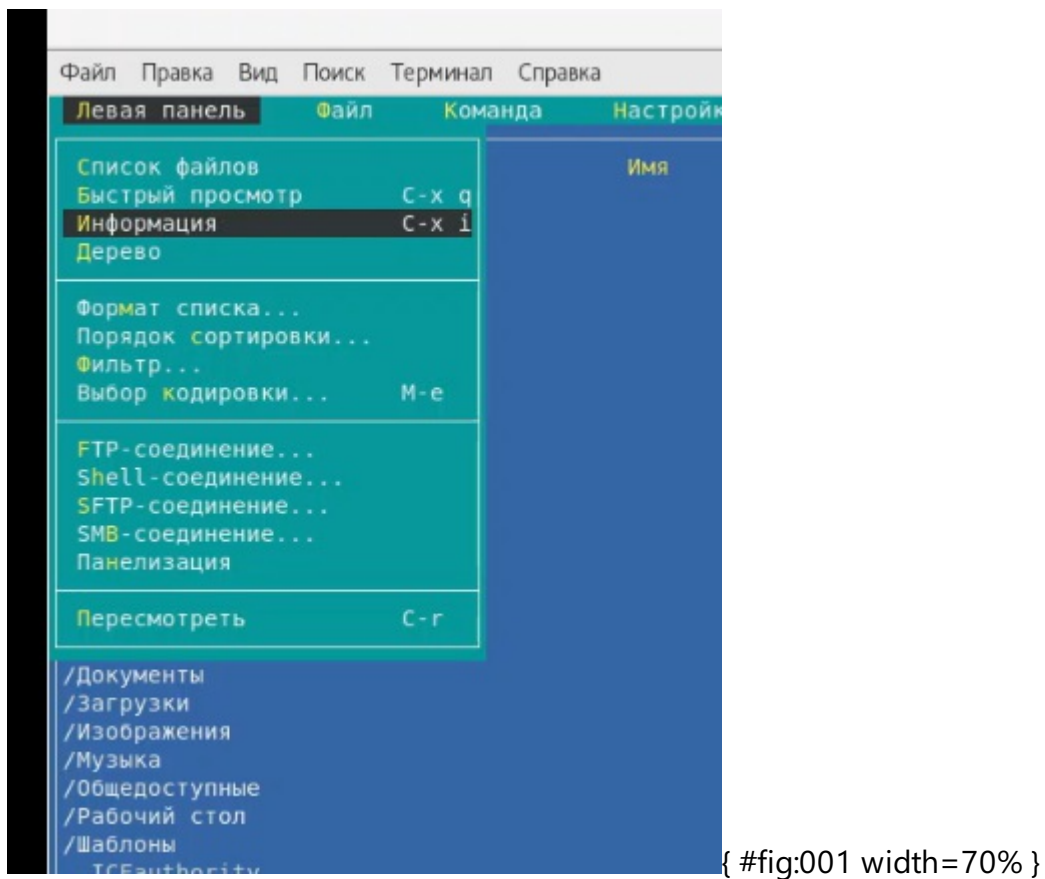 Файл Правка Вид Поиск Терминал Справка
Левая панель Файл Команда Настройк
Имя
Список файлов
Быстрый просмотр C-x q
Информация C-x i
Дерево
Формат списка...
Порядок сортировки...
Фильтр...
Выбор кодировки... M-e
FTP-соединение...
Shell-соединение...
SFTP-соединение...
SMB-соединение...
Панелизация
Пересмотреть C-r
/Документы
/Загрузки
/Изображения
/Музыка
/Общедоступные
/Рабочий стол
/Шаблоны
.ICEauthority
{ #fig:001 width=70% }